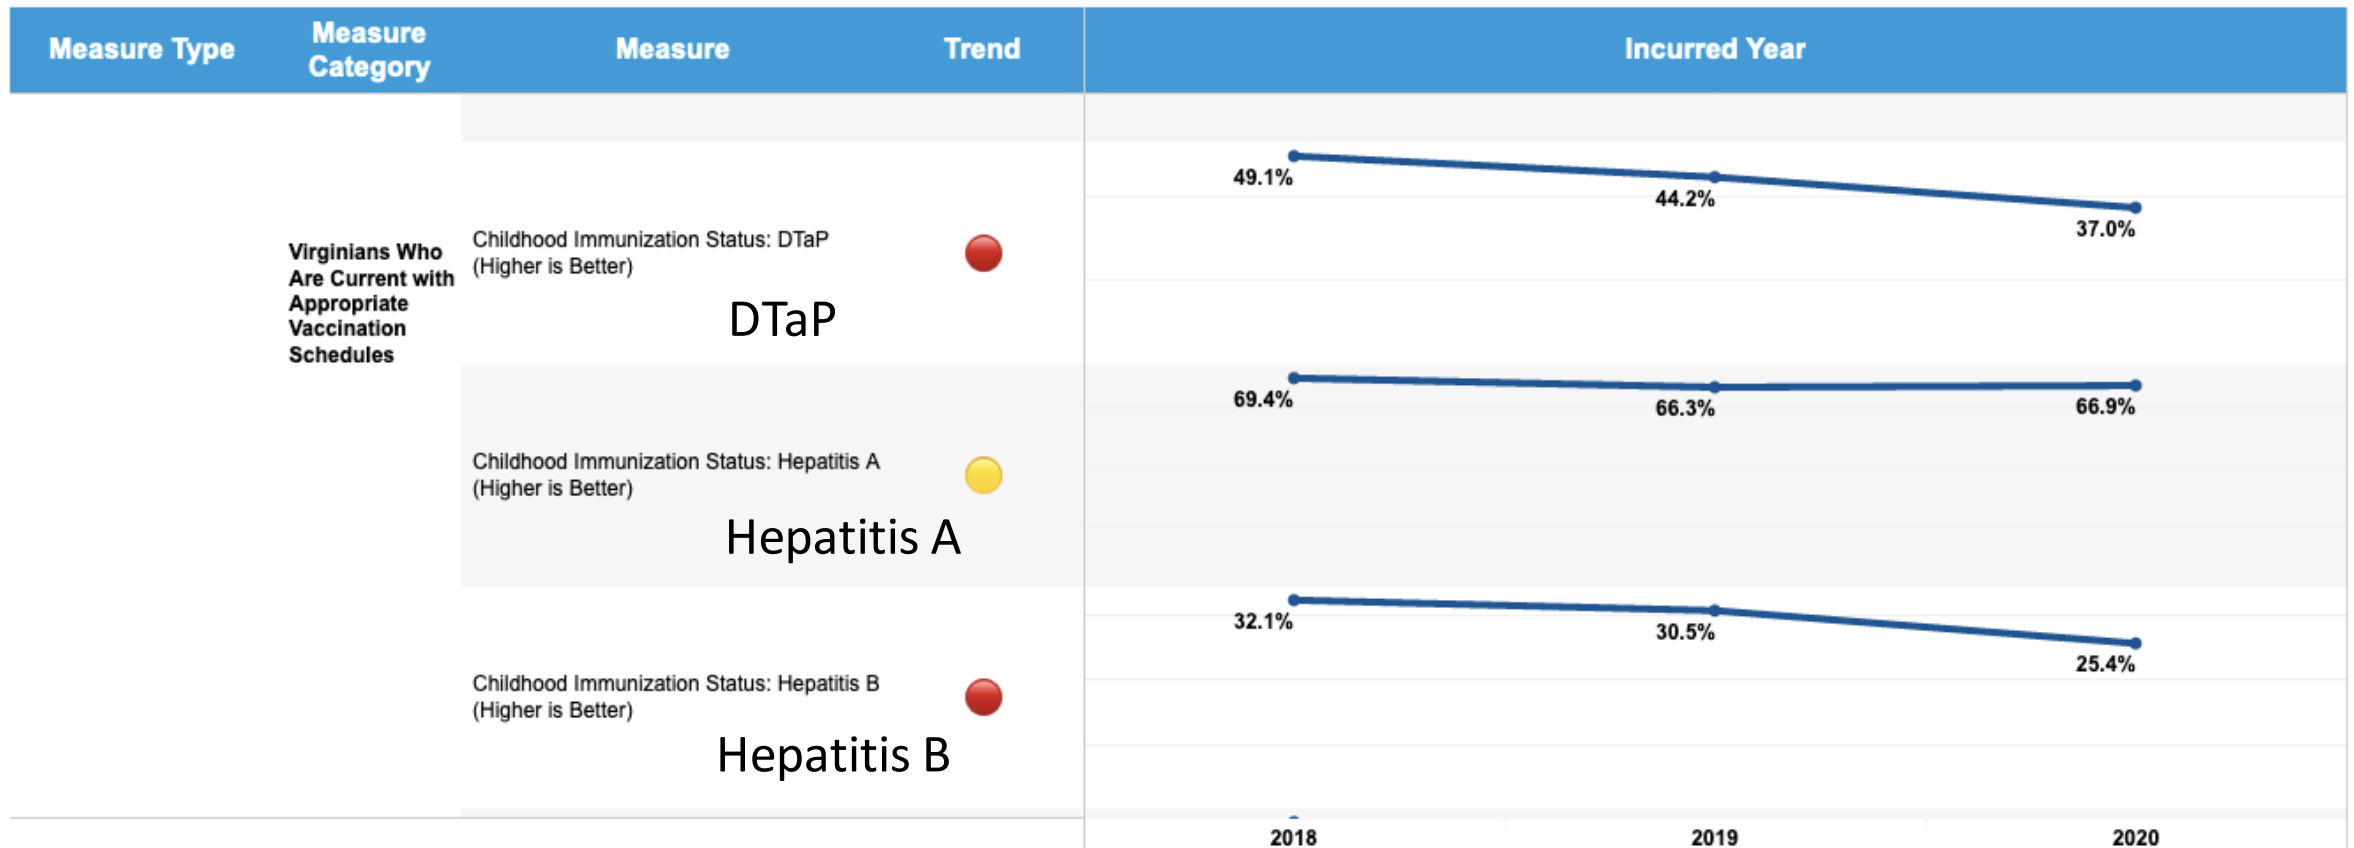 Measure Type
Measure
Category
Measure
Trend
Incurred Year
Virginians Who
Are Current with
Appropriate
Vaccination
Schedules
Childhood Immunization Status: DTaP
(Higher is Better)
DTaP
49.1%
44.2%
37.0%
Childhood Immunization Status: Hepatitis A
(Higher is Better)
Hepatitis A
69.4%
66.3%
66.9%
Childhood Immunization Status: Hepatitis B
(Higher is Better)
Hepatitis B
32.1%
30.5%
25.4%
2018
2019
2020